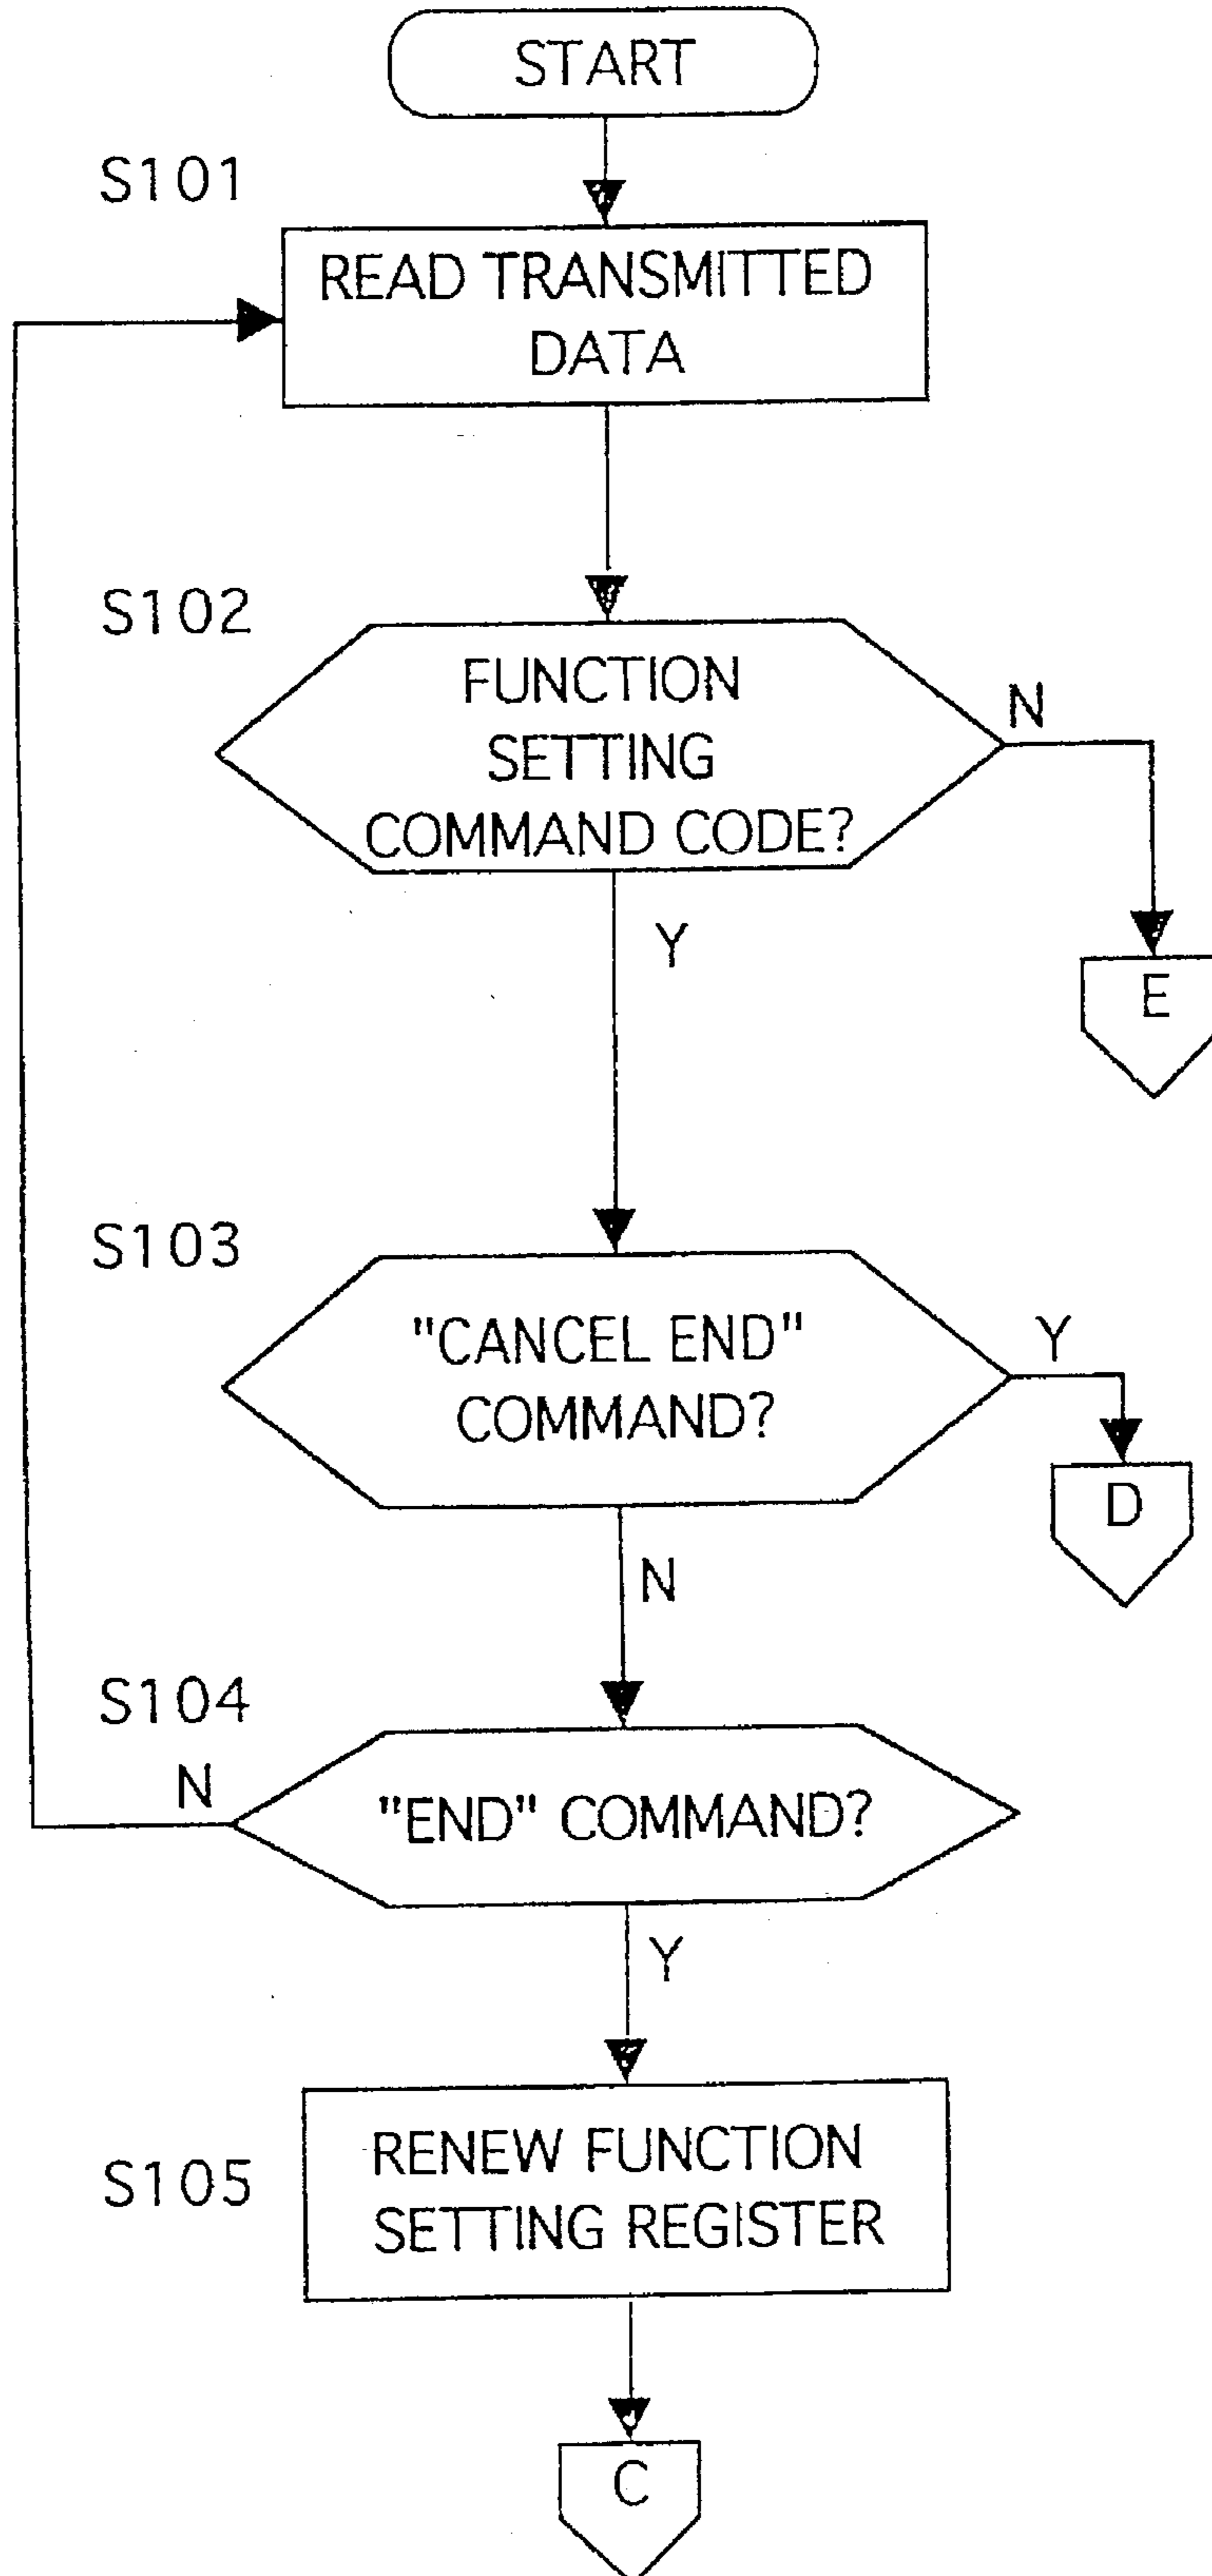 START
S101
READ TRANSMITTED
DATA
S102
FUNCTION
SETTING
COMMAND CODE?
N
Y
E
S103
"CANCEL END"
COMMAND?
Y
D
N
S104
N
"END" COMMAND?
Y
S105
RENEW FUNCTION
SETTING REGISTER
C